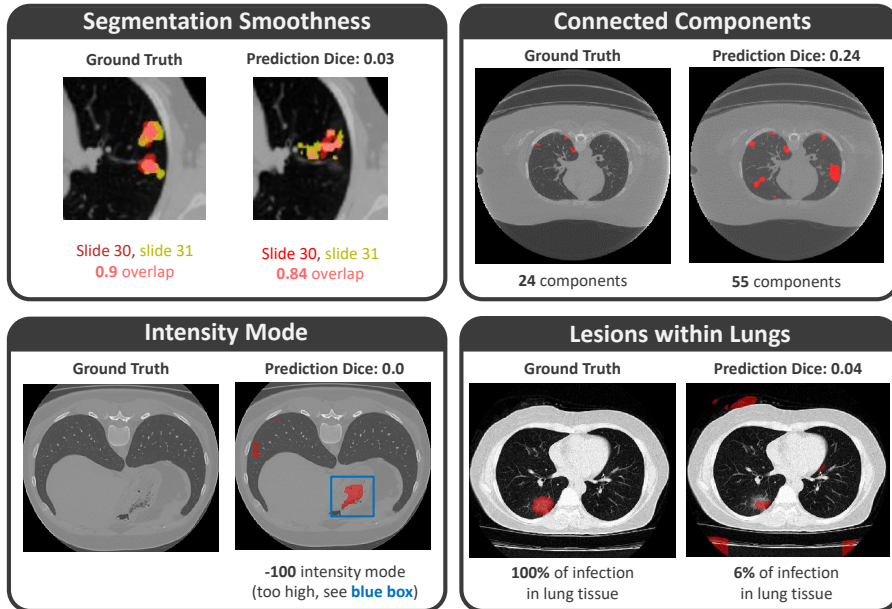 Segmentation Smoothness
Ground Truth
Prediction Dice: 0.03
Slide 30, slide 31
0.9 overlap
Slide 30, slide 31
0.84 overlap
Connected Components
Ground Truth
Prediction Dice: 0.24
24 components
55 components
Intensity Mode
Ground Truth
Prediction Dice: 0.0
-100 intensity mode
(too high, see blue box)
Lesions within Lungs
Ground Truth
Prediction Dice: 0.04
100% of infection
in lung tissue
6% of infection
in lung tissue